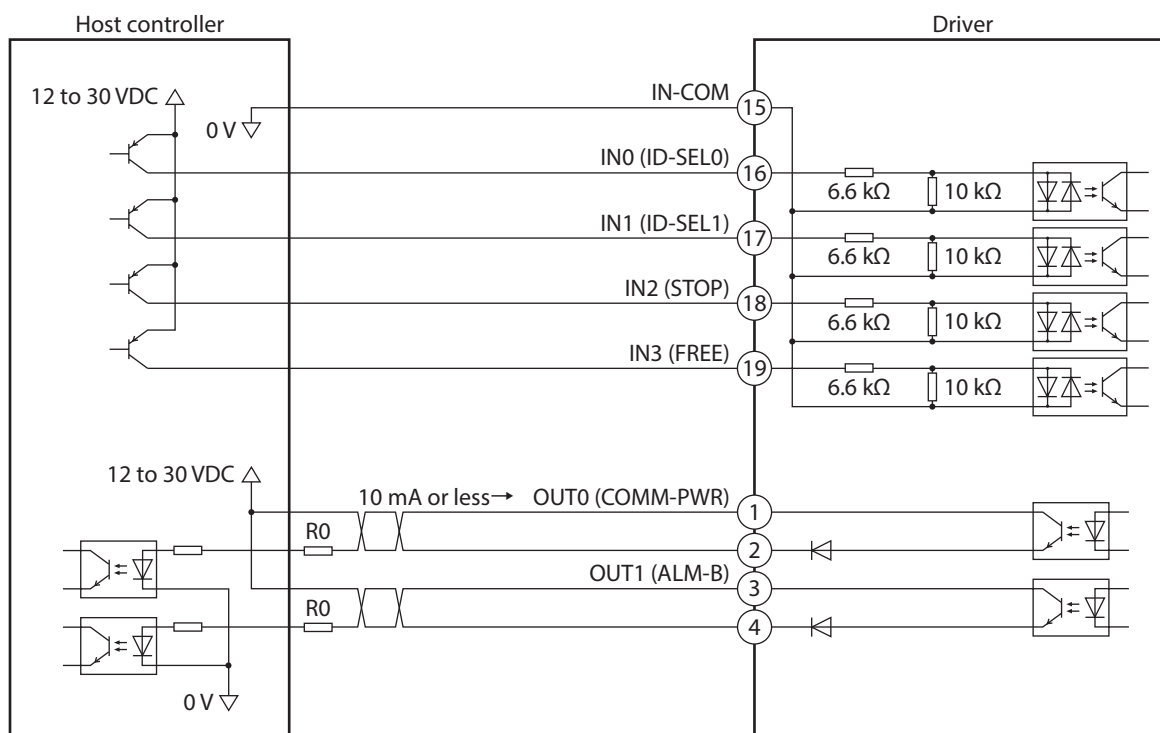 Host controller
Driver
12 to 30 VDC
0 V
IN-COM
15
IN0 (ID-SEL0)
16
6.6 kΩ
10 kΩ
IN1 (ID-SEL1)
17
6.6 kΩ
10 kΩ
IN2 (STOP)
18
6.6 kΩ
10 kΩ
IN3 (FREE)
19
6.6 kΩ
10 kΩ
12 to 30 VDC
10 mA or less→
OUT0 (COMM-PWR)
1
R0
2
OUT1 (ALM-B)
3
R0
4
0 V